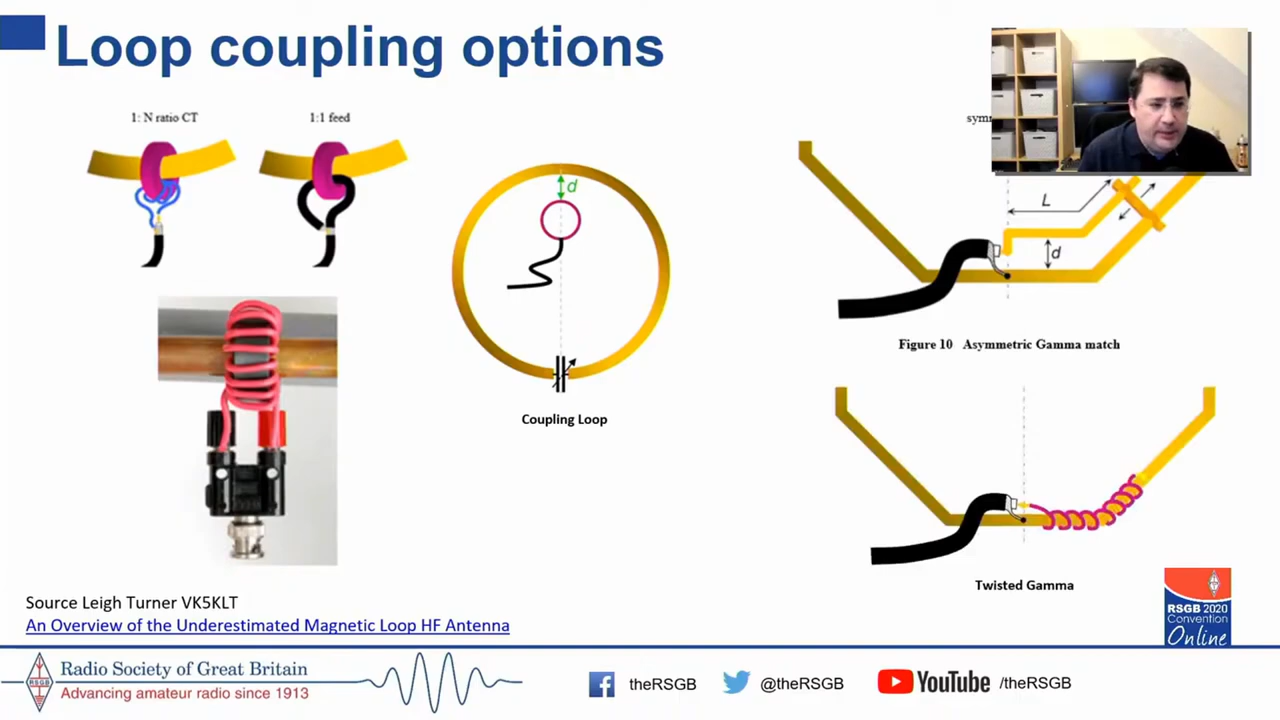 Loop coupling options
1: N ratio CT
1:1 feed
d
Coupling Loop
L
d
Figure 10 Asymmetric Gamma match
Twisted Gamma
Source Leigh Turner VK5KLT
An Overview of the Underestimated Magnetic Loop HF Antenna
RSGB 2020
Convention
Online
RSGB
Radio Society of Great Britain
Advancing amateur radio since 1913
theRSGB
@theRSGB
YouTube /theRSGB